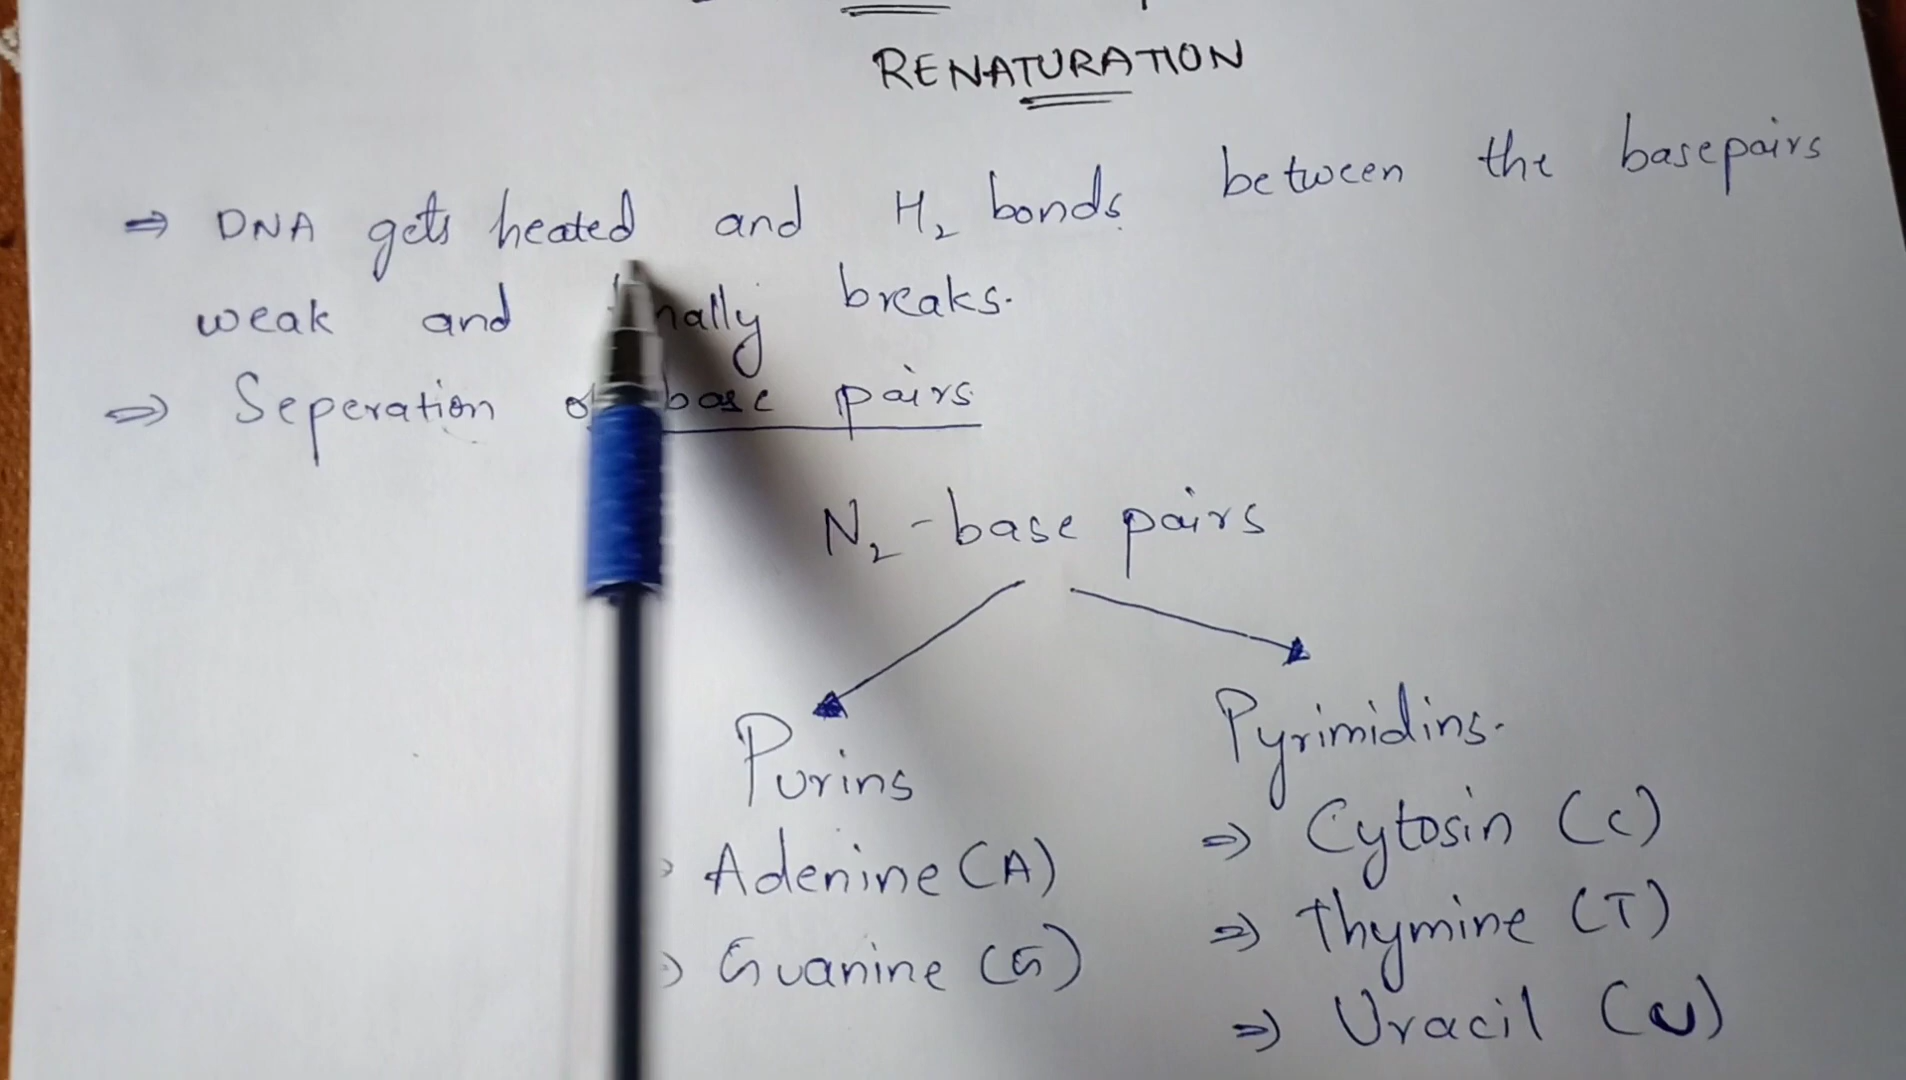 RENATURATION
⇒ DNA gets heated and H₂ bonds between the basepairs
weak and breaks.
⇒ Seperation base pairs
N₂-base pairs
Purins
Pyrimidins.
Adenine (A)
⇒ Cytosin (C)
Guanine (G)
⇒ Thymine (T)
⇒ Uracil (U)